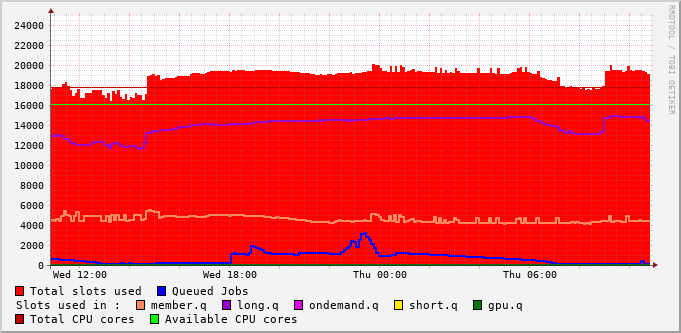 RRDTOOL / TOBI OETIKER
24000
22000
20000
18000
16000
14000
12000
10000
8000
6000
4000
2000
0
Wed 12:00 Wed 18:00 Thu 00:00 Thu 06:00
Total slots used Queued Jobs
Slots used in : member.q long.q ondemand.q short.q gpu.q
Total CPU cores Available CPU cores